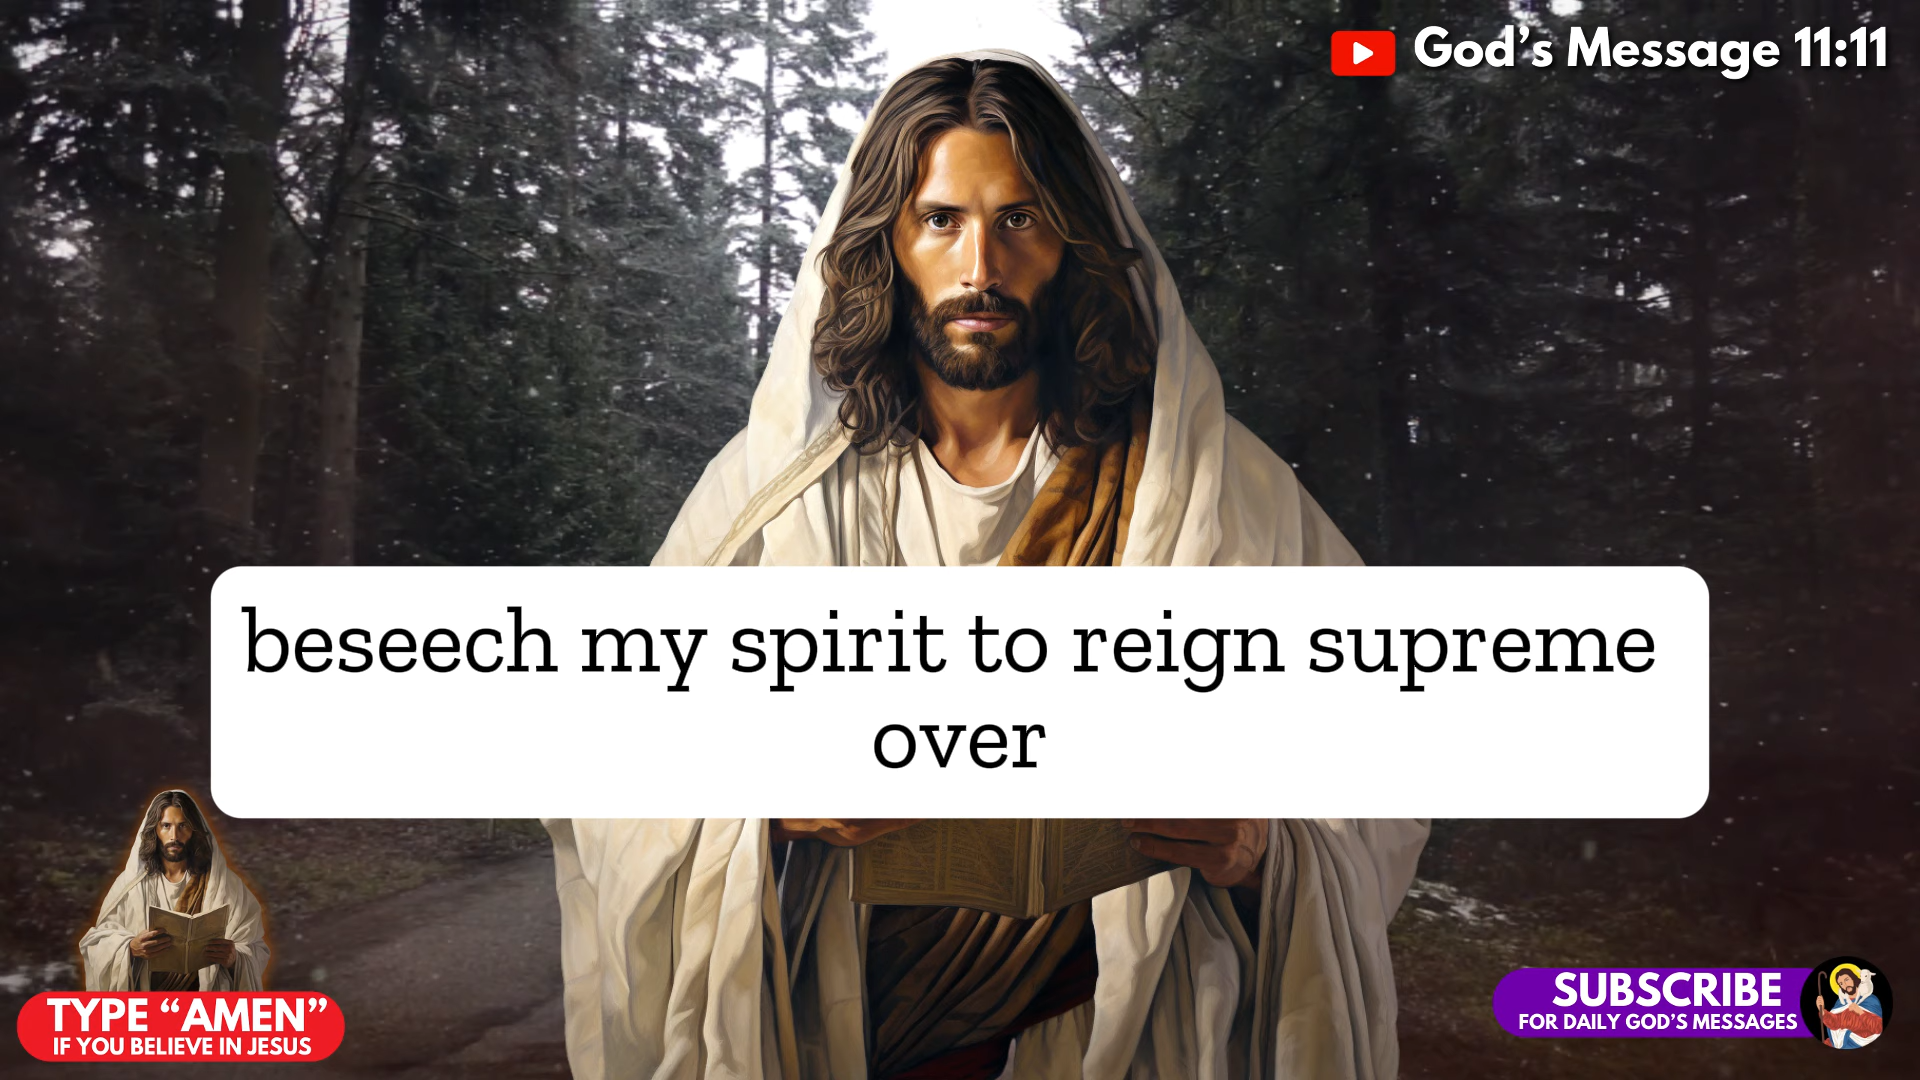 God’s Message 11:11
beseech my spirit to reign supreme
over
TYPE “AMEN”
IF YOU BELIEVE IN JESUS
SUBSCRIBE
FOR DAILY GOD’S MESSAGES